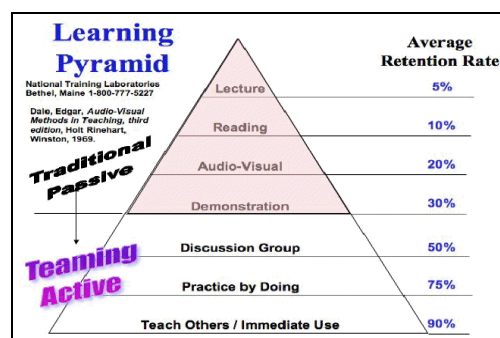 Learning
Pyramid
National Training Laboratories
Bethel, Maine 1-800-777-5227
Dale, Edgar, Audio-Visual
Methods in Teaching, third
edition, Holt Rinehart,
Winston, 1969.
Traditional
Passive
Teaming
Active
Average
Retention Rate
Lecture 5%
Reading 10%
Audio-Visual 20%
Demonstration 30%
Discussion Group 50%
Practice by Doing 75%
Teach Others / Immediate Use 90%